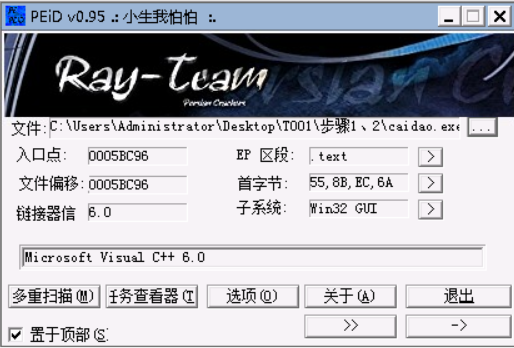 PEiD v0.95 .: 小生我怕怕 :.
Ray-Team
Persian Crackers
文件: C:\Users\Administrator\Desktop\T001\步骤1、2\caidao.exe ...
入口点: 0005BC96 EP 区段: .text >
文件偏移: 0005BC96 首字节: 55,8B,EC,6A >
链接器信 6.0 子系统: Win32 GUI >
Microsoft Visual C++ 6.0
多重扫描(M) 任务查看器(T 选项(O) 关于(A) 退出
置于顶部(S) >> ->